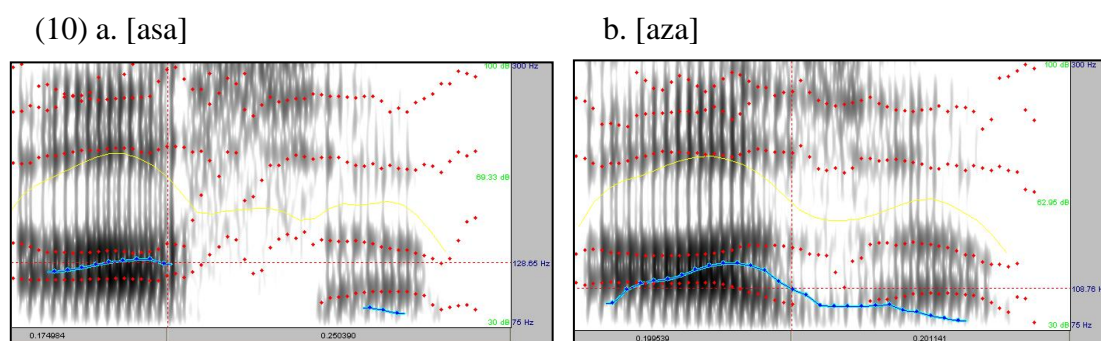 (10) a. [asa] b. [aza]
100 dB 300 Hz 100 dB 300 Hz
69.33 dB 62.95 dB
128.65 Hz 108.76 Hz
30 dB 75 Hz 30 dB 75 Hz
0.174984 0.250390 0.199539 0.201141